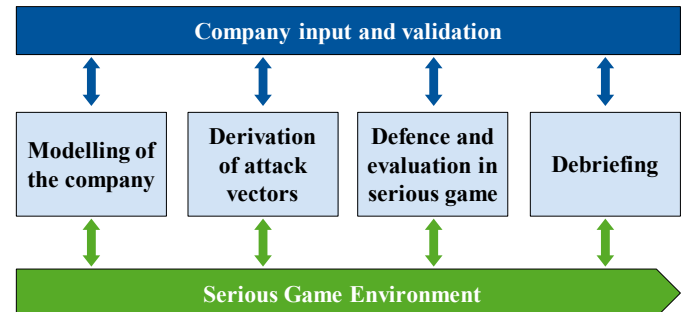 Company input and validation
Modelling of
the company
Derivation
of attack
vectors
Defence and
evaluation in
serious game
Debriefing
Serious Game Environment